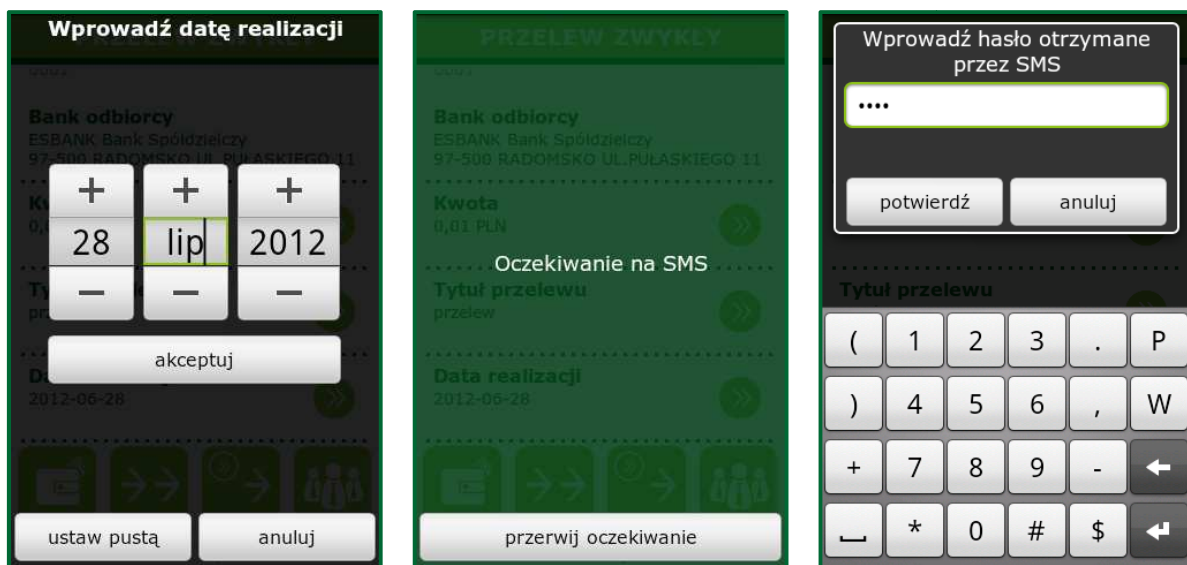 Wprowadź datę realizacji
0001
Bank odbiorcy
ESBANK Bank Spółdzielczy
97-500 RADOMSKO UL.PUŁASKIEGO 11
+ + +
28 lip 2012
− − −
akceptuj
2012-06-28
ustaw pustą anuluj
PRZELEW ZWYKŁY
0001
Bank odbiorcy
ESBANK Bank Spółdzielczy
97-500 RADOMSKO UL.PUŁASKIEGO 11
Kwota
0,01 PLN
Oczekiwanie na SMS
Tytuł przelewu
przelew
Data realizacji
2012-06-28
przerwij oczekiwanie
Wprowadź hasło otrzymane
przez SMS
••••
potwierdź anuluj
Tytuł przelewu
( 1 2 3 . P
) 4 5 6 , W
+ 7 8 9 -
* 0 # $